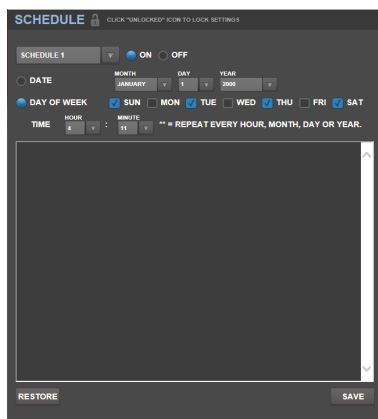 SCHEDULE CLICK "UNLOCKED" ICON TO LOCK SETTINGS
SCHEDULE 1 ON OFF
MONTH DAY YEAR
DATE JANUARY 1 2000
DAY OF WEEK SUN MON TUE WED THU FRI SAT
HOUR MINUTE
TIME 4 : 11 "* = REPEAT EVERY HOUR, MONTH, DAY OR YEAR.
RESTORE SAVE